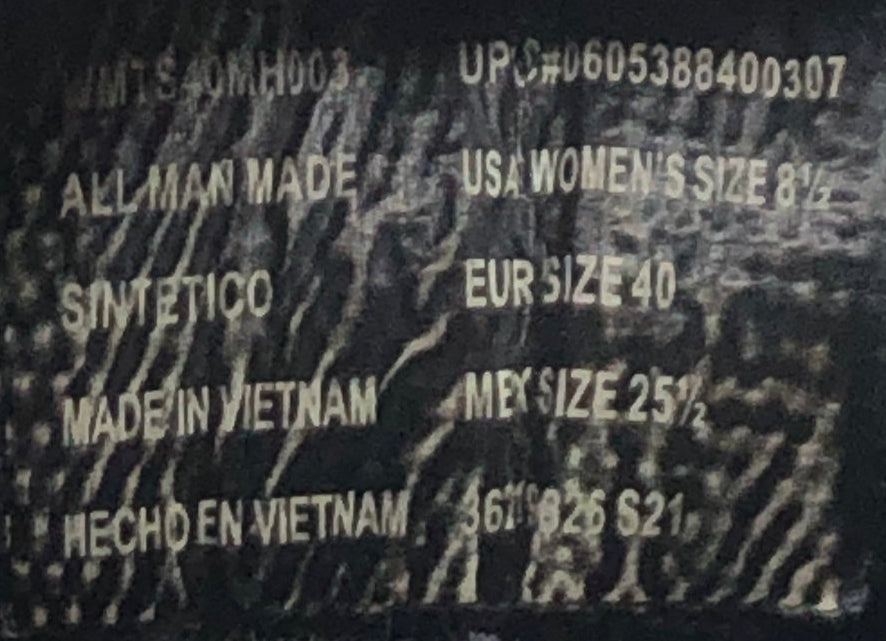 WMTS40MH003 UPC#0605388400307
ALL MAN MADE USA WOMEN'S SIZE 8½
SINTETICO EUR SIZE 40
MADE IN VIETNAM MEX SIZE 25½
HECHO EN VIETNAM S21